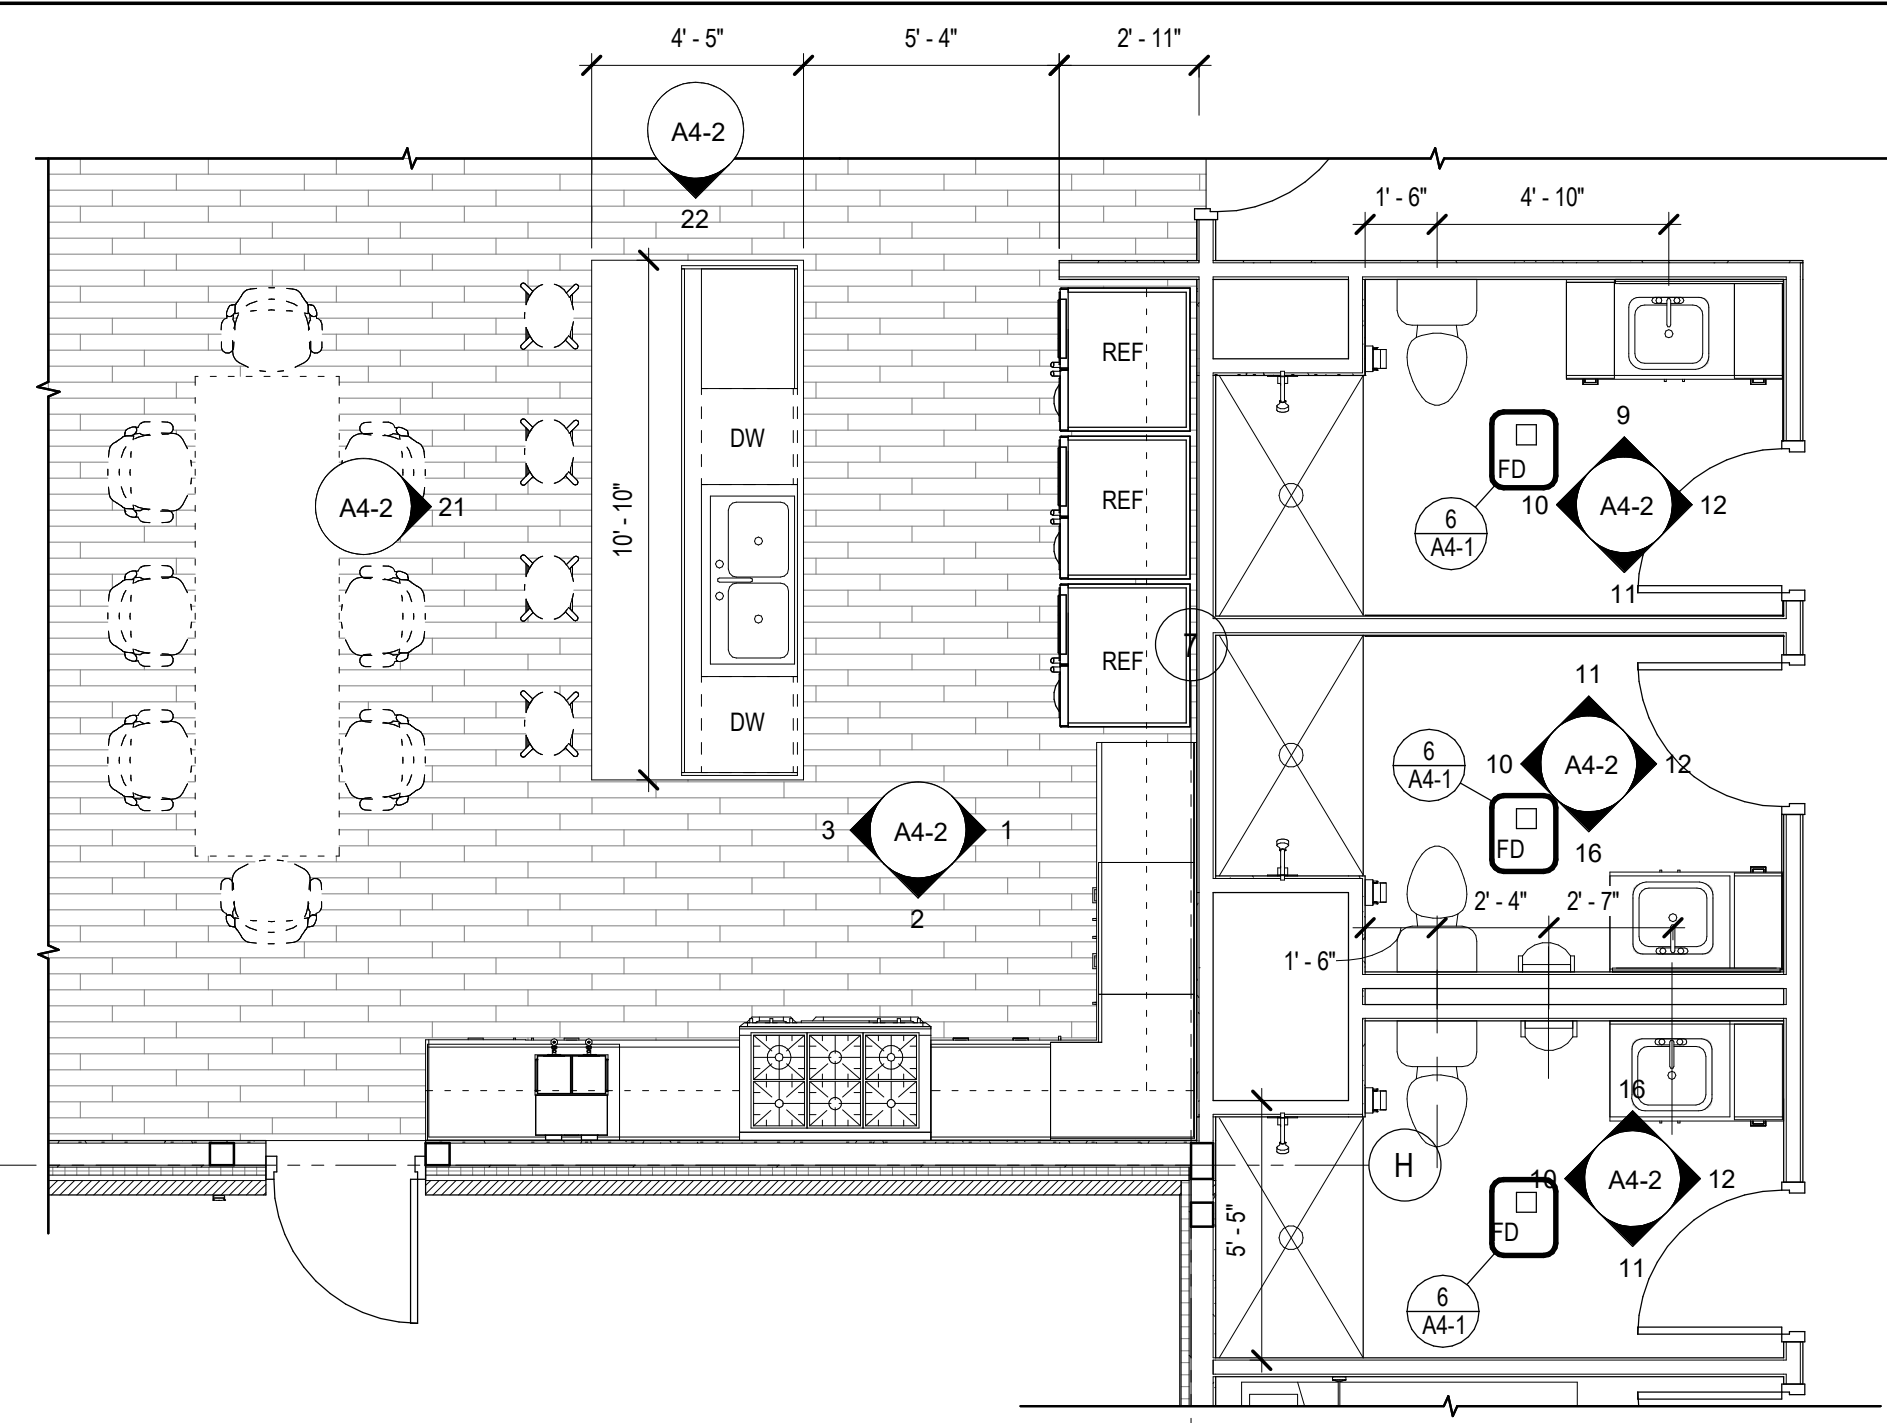 4' - 5"
5' - 4"
2' - 11"
A4-2
22
1' - 6"
4' - 10"
REF
DW
REF
9
FD
A4-2
21
10
A4-2
12
6
A4-1
10' - 10"
11
7
REF
DW
11
6
A4-1
10
A4-2
12
3
A4-2
1
2
FD
16
2' - 4"
2' - 7"
1' - 6"
16
H
10
A4-2
12
FD
5' - 5"
11
6
A4-1